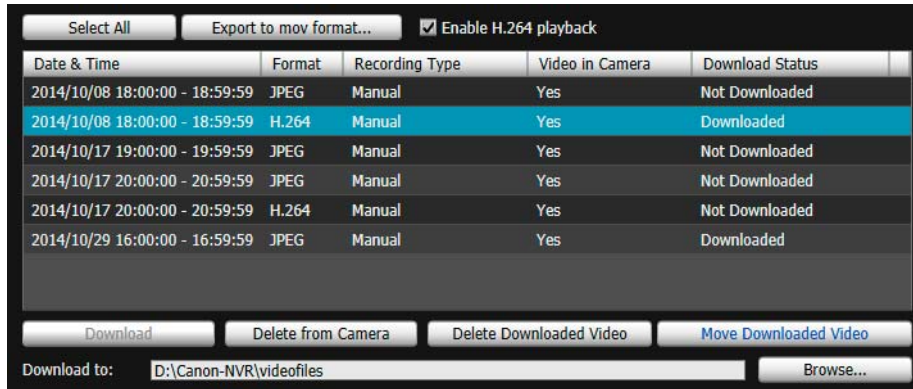 Select All Export to mov format... Enable H.264 playback
Date & Time Format Recording Type Video in Camera Download Status
2014/10/08 18:00:00 - 18:59:59 JPEG Manual Yes Not Downloaded
2014/10/08 18:00:00 - 18:59:59 H.264 Manual Yes Downloaded
2014/10/17 19:00:00 - 19:59:59 JPEG Manual Yes Not Downloaded
2014/10/17 20:00:00 - 20:59:59 JPEG Manual Yes Not Downloaded
2014/10/17 20:00:00 - 20:59:59 H.264 Manual Yes Not Downloaded
2014/10/29 16:00:00 - 16:59:59 JPEG Manual Yes Downloaded
Download Delete from Camera Delete Downloaded Video Move Downloaded Video
Download to: D:\Canon-NVR\videofiles Browse...